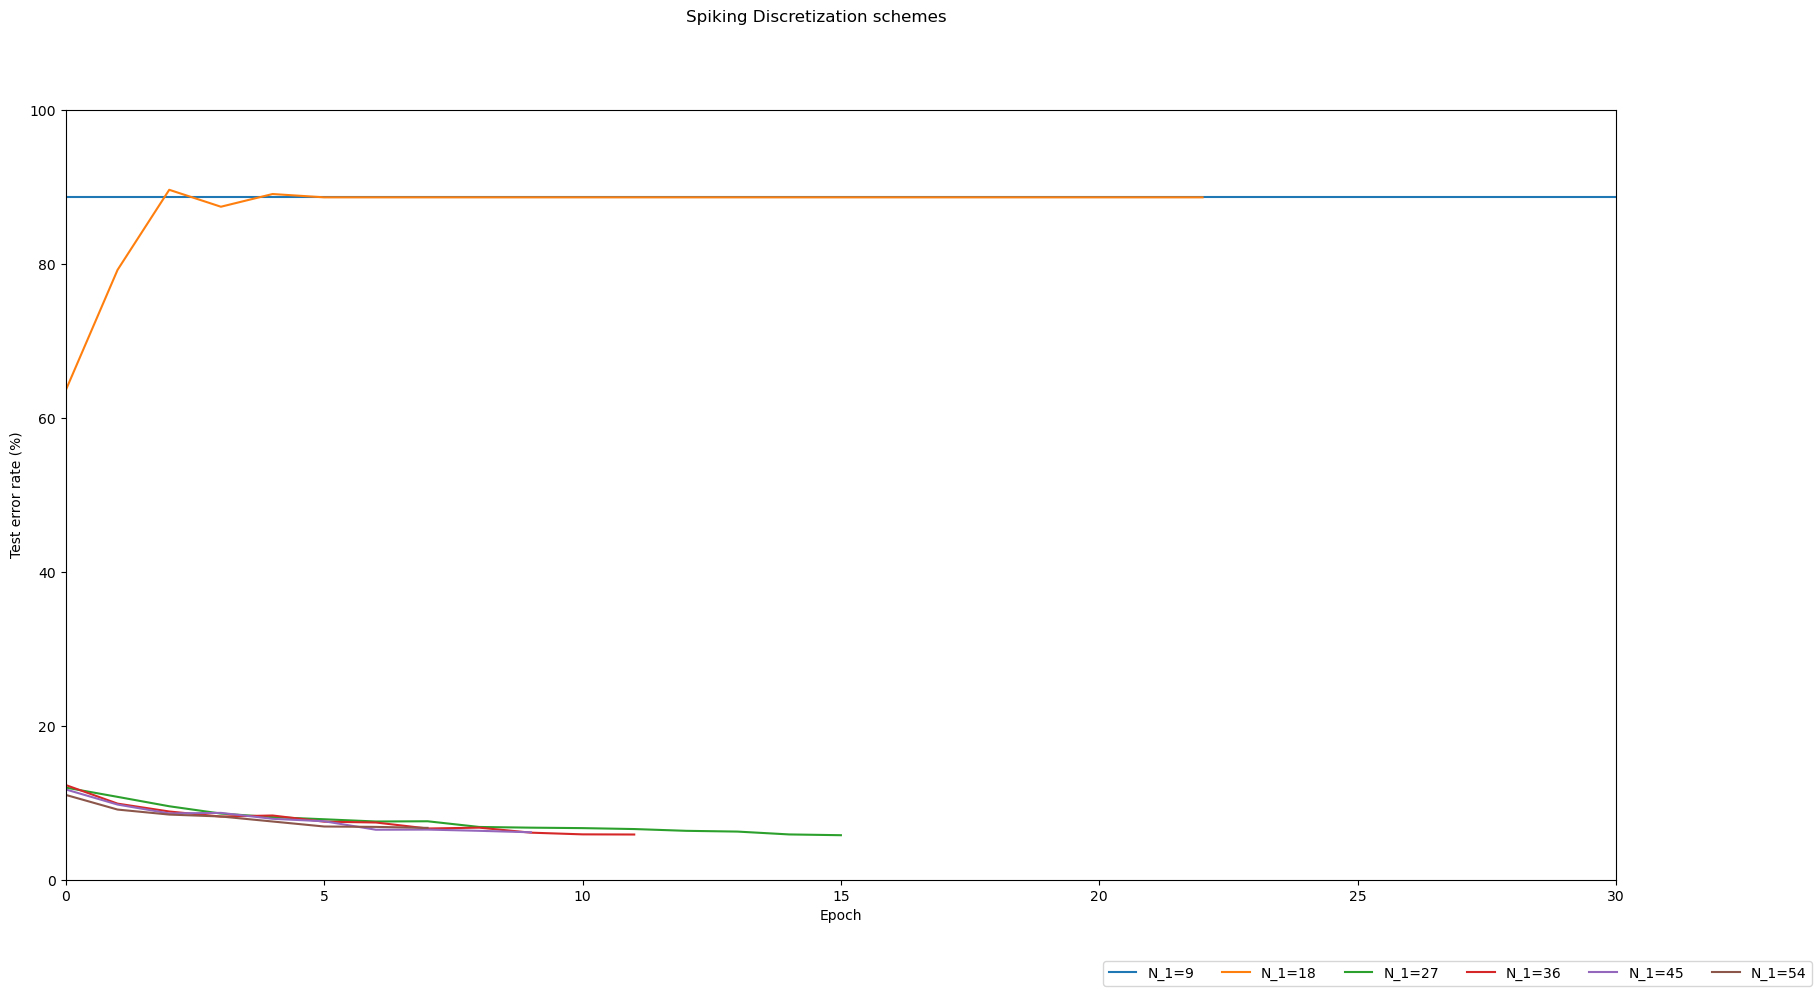 Spiking Discretization schemes
100
80
60
40
20
0
Test error rate (%)
0 5 10 15 20 25 30
Epoch
N_1=9 N_1=18 N_1=27 N_1=36 N_1=45 N_1=54